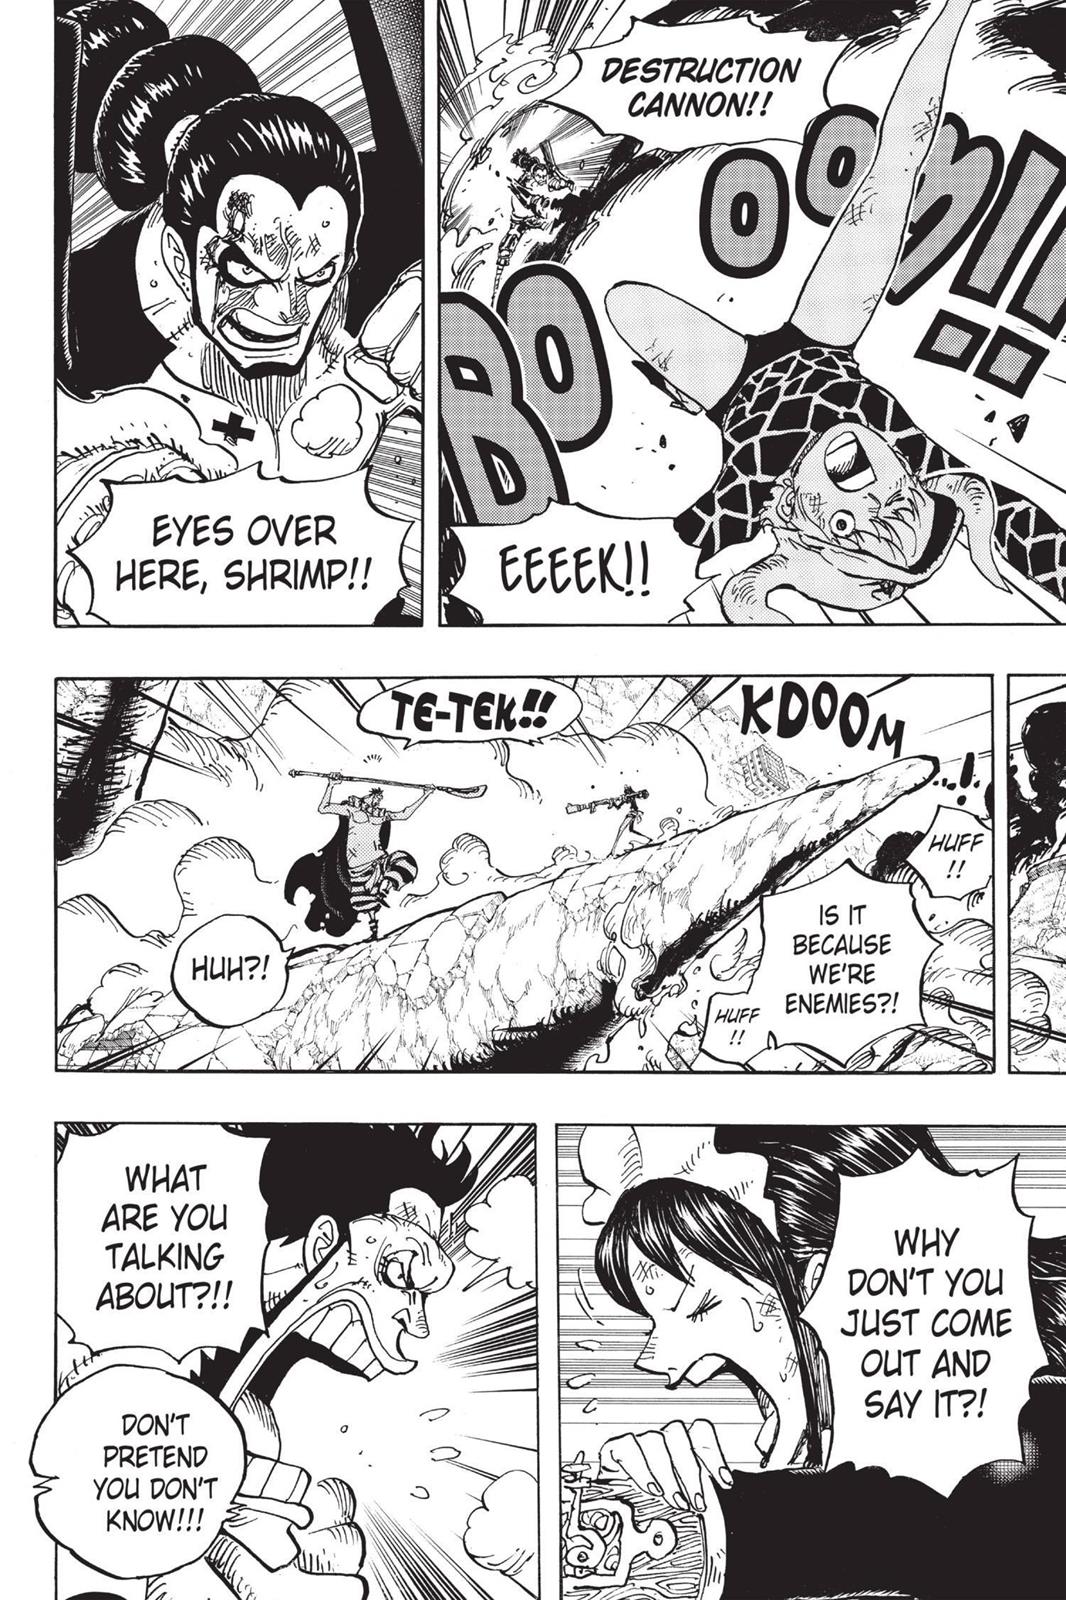 DESTRUCTION
CANNON!!
BOOOM!!
EEEEK!!
EYES OVER
HERE, SHRIMP!!
KDOOM
...!
HUFF
!!
IS IT
BECAUSE
WE'RE
ENEMIES?!
HUFF
!!
TE-TEK!!
HUH?!
WHY
DON'T YOU
JUST COME
OUT AND
SAY IT?!
WHAT
ARE YOU
TALKING
ABOUT?!!
DON'T
PRETEND
YOU DON'T
KNOW!!!